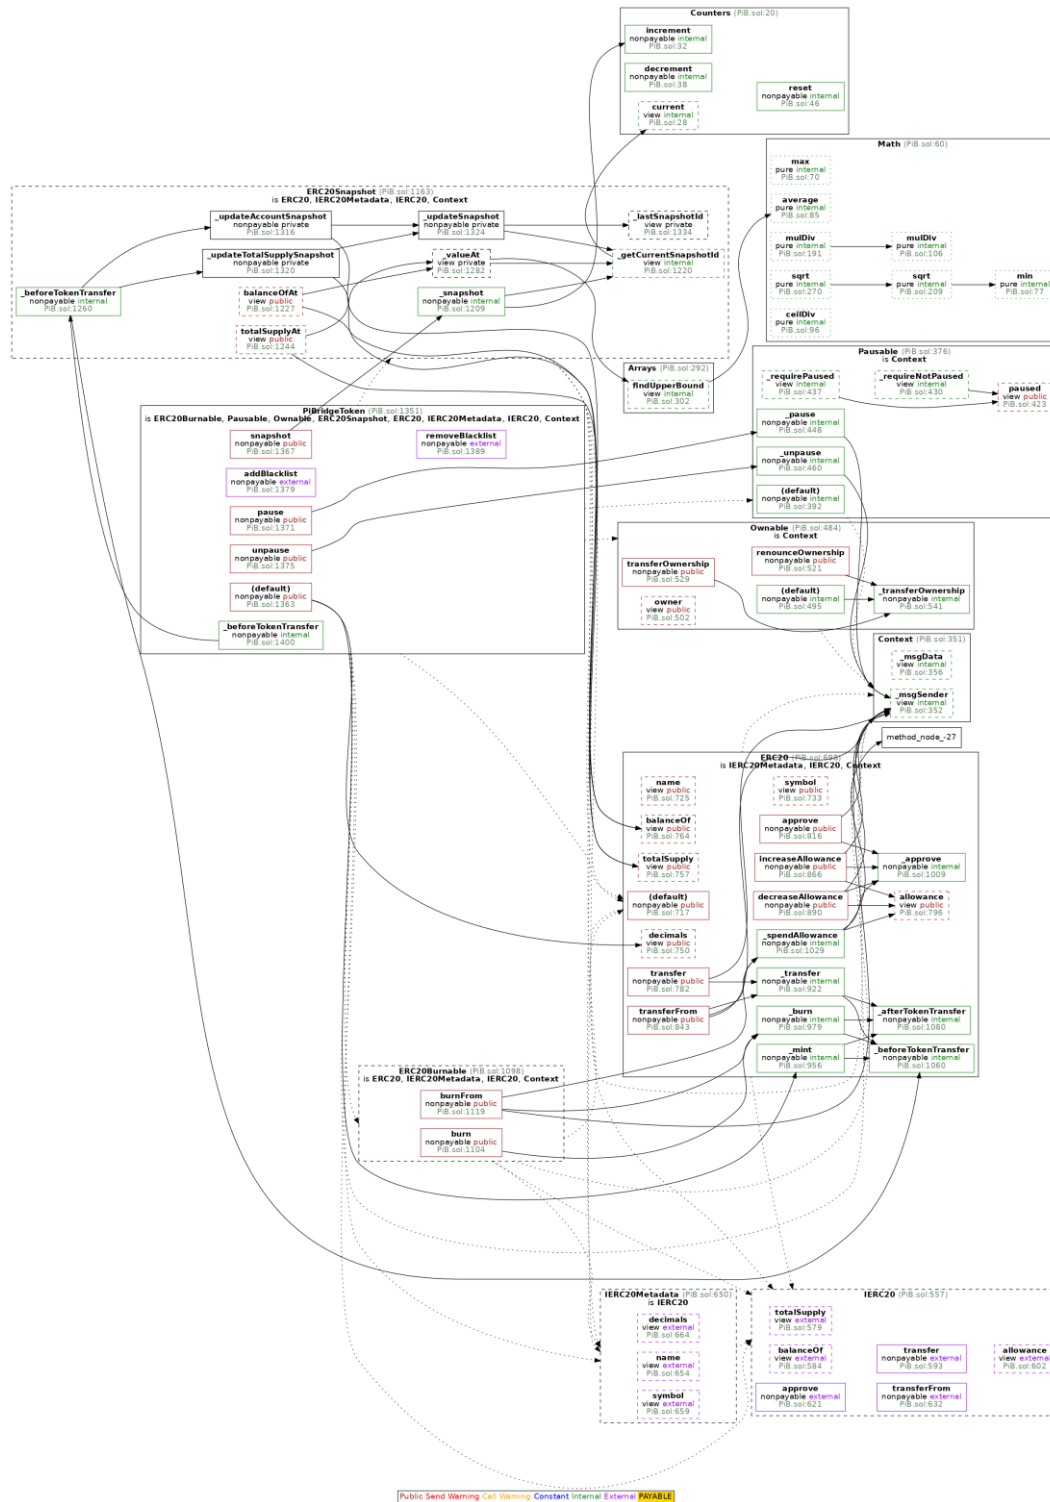 Counters (PiB.sol:20)
increment
nonpayable internal
PiB.sol:32
decrement
nonpayable internal
PiB.sol:38
reset
nonpayable internal
PiB.sol:46
current
view internal
PiB.sol:28
Math (PiB.sol:60)
max
pure internal
PiB.sol:70
average
pure internal
PiB.sol:85
mulDiv
pure internal
PiB.sol:191
mulDiv
pure internal
PiB.sol:106
sqrt
pure internal
PiB.sol:270
sqrt
pure internal
PiB.sol:209
min
pure internal
PiB.sol:77
ceilDiv
pure internal
PiB.sol:96
ERC20Snapshot (PiB.sol:1163)
is ERC20, IERC20Metadata, IERC20, Context
_updateAccountSnapshot
nonpayable private
PiB.sol:1316
_updateSnapshot
nonpayable private
PiB.sol:1324
_lastSnapshotId
view private
PiB.sol:1334
_updateTotalSupplySnapshot
nonpayable private
PiB.sol:1320
_valueAt
view private
PiB.sol:1282
_getCurrentSnapshotId
view internal
PiB.sol:1220
_beforeTokenTransfer
nonpayable internal
PiB.sol:1260
balanceOfAt
view public
PiB.sol:1227
_snapshot
nonpayable internal
PiB.sol:1209
totalSupplyAt
view public
PiB.sol:1244
Arrays (PiB.sol:292)
findUpperBound
view internal
PiB.sol:302
Pausable (PiB.sol:376)
is Context
_requirePaused
view internal
PiB.sol:437
_requireNotPaused
view internal
PiB.sol:430
paused
view public
PiB.sol:423
_pause
nonpayable internal
PiB.sol:448
_unpause
nonpayable internal
PiB.sol:460
(default)
nonpayable internal
PiB.sol:392
PiBridgeToken (PiB.sol:1351)
is ERC20Burnable, Pausable, Ownable, ERC20Snapshot, ERC20, IERC20Metadata, IERC20, Context
snapshot
nonpayable public
PiB.sol:1367
removeBlacklist
nonpayable external
PiB.sol:1389
addBlacklist
nonpayable external
PiB.sol:1379
pause
nonpayable public
PiB.sol:1371
unpause
nonpayable public
PiB.sol:1375
(default)
nonpayable public
PiB.sol:1363
_beforeTokenTransfer
nonpayable internal
PiB.sol:1400
Ownable (PiB.sol:484)
is Context
renounceOwnership
nonpayable public
PiB.sol:521
transferOwnership
nonpayable public
PiB.sol:529
(default)
nonpayable internal
PiB.sol:495
_transferOwnership
nonpayable internal
PiB.sol:541
owner
view public
PiB.sol:502
Context (PiB.sol:351)
_msgData
view internal
PiB.sol:356
_msgSender
view internal
PiB.sol:352
method_node_-27
ERC20 (PiB.sol:698)
is IERC20Metadata, IERC20, Context
name
view public
PiB.sol:725
symbol
view public
PiB.sol:733
balanceOf
view public
PiB.sol:764
approve
nonpayable public
PiB.sol:816
totalSupply
view public
PiB.sol:757
increaseAllowance
nonpayable public
PiB.sol:866
_approve
nonpayable internal
PiB.sol:1009
(default)
nonpayable public
PiB.sol:717
decreaseAllowance
nonpayable public
PiB.sol:890
allowance
view public
PiB.sol:796
decimals
view public
PiB.sol:750
_spendAllowance
nonpayable internal
PiB.sol:1029
transfer
nonpayable public
PiB.sol:782
_transfer
nonpayable internal
PiB.sol:922
transferFrom
nonpayable public
PiB.sol:843
_burn
nonpayable internal
PiB.sol:979
_afterTokenTransfer
nonpayable internal
PiB.sol:1080
_mint
nonpayable internal
PiB.sol:956
_beforeTokenTransfer
nonpayable internal
PiB.sol:1060
ERC20Burnable (PiB.sol:1098)
is ERC20, IERC20Metadata, IERC20, Context
burnFrom
nonpayable public
PiB.sol:1119
burn
nonpayable public
PiB.sol:1104
IERC20Metadata (PiB.sol:650)
is IERC20
decimals
view external
PiB.sol:664
name
view external
PiB.sol:654
symbol
view external
PiB.sol:659
IERC20 (PiB.sol:557)
totalSupply
view external
PiB.sol:579
balanceOf
view external
PiB.sol:584
transfer
nonpayable external
PiB.sol:593
allowance
view external
PiB.sol:602
approve
nonpayable external
PiB.sol:621
transferFrom
nonpayable external
PiB.sol:632
Public Send Warning Call Warning Constant Internal External PAYABLE